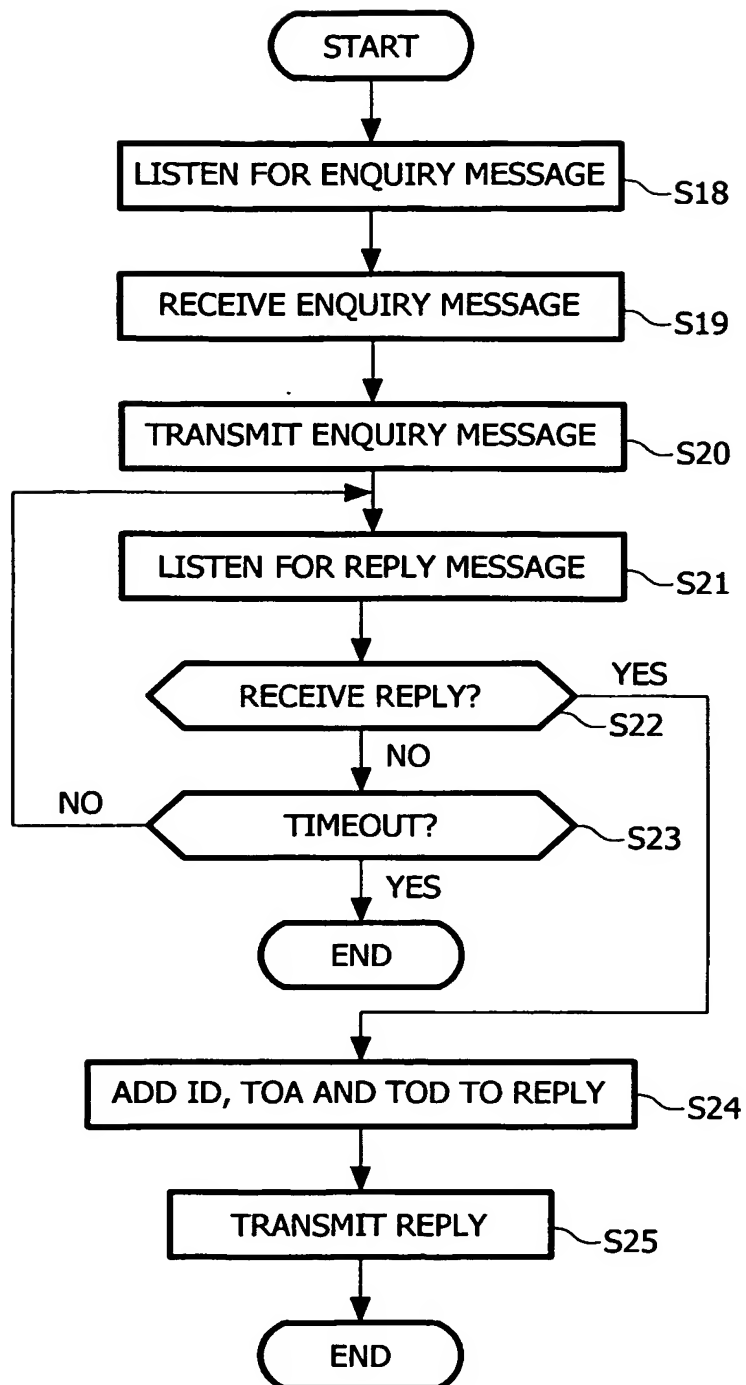 START
LISTEN FOR ENQUIRY MESSAGE
S18
RECEIVE ENQUIRY MESSAGE
S19
TRANSMIT ENQUIRY MESSAGE
S20
LISTEN FOR REPLY MESSAGE
S21
RECEIVE REPLY?
YES
S22
NO
NO
TIMEOUT?
S23
YES
END
ADD ID, TOA AND TOD TO REPLY
S24
TRANSMIT REPLY
S25
END